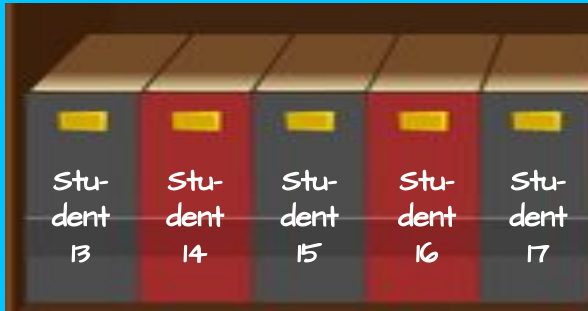 Stu-
dent
13
Stu-
dent
14
Stu-
dent
15
Stu-
dent
16
Stu-
dent
17